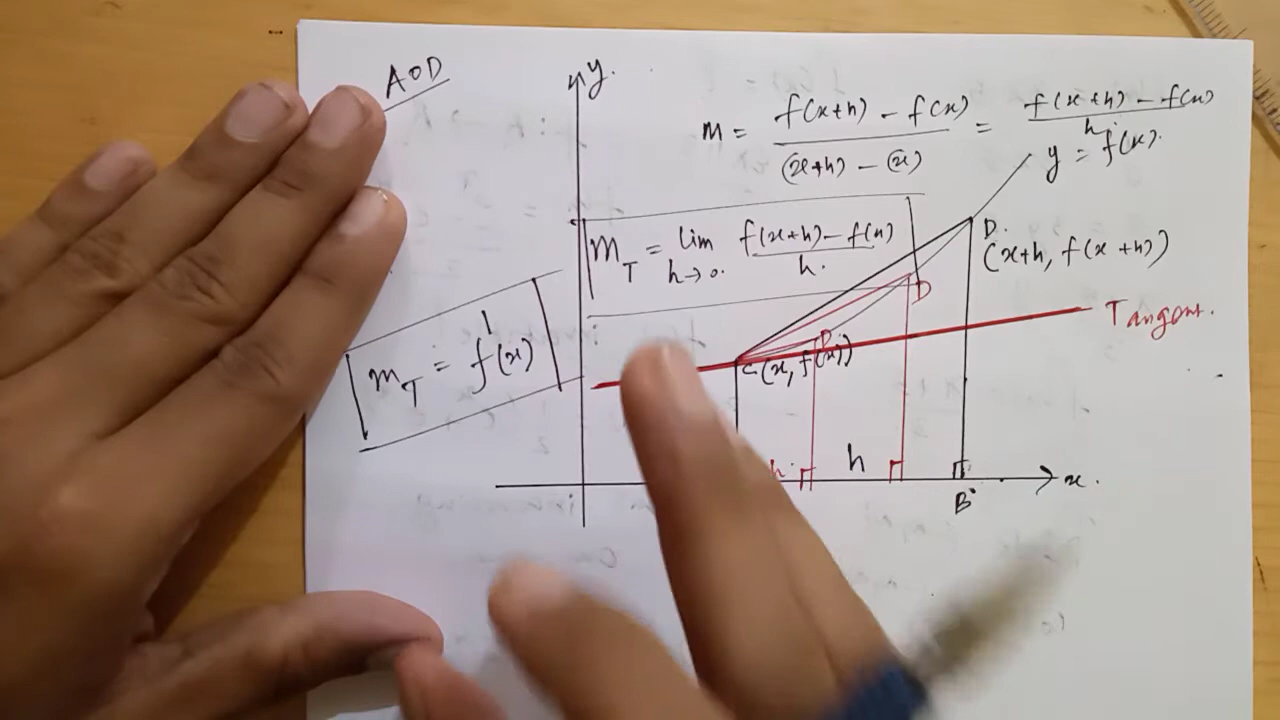 AOD
y.
m = f(x+h) - f(x) / (x+h) - (x) = f(x+h) - f(x) / h
y = f(x).
m_T = lim h→0. f(x+h) - f(x) / h.
D.
(x+h, f(x+h))
D
Tangent.
m_T = f'(x)
C(x, f(x))
h.
h
x.
B